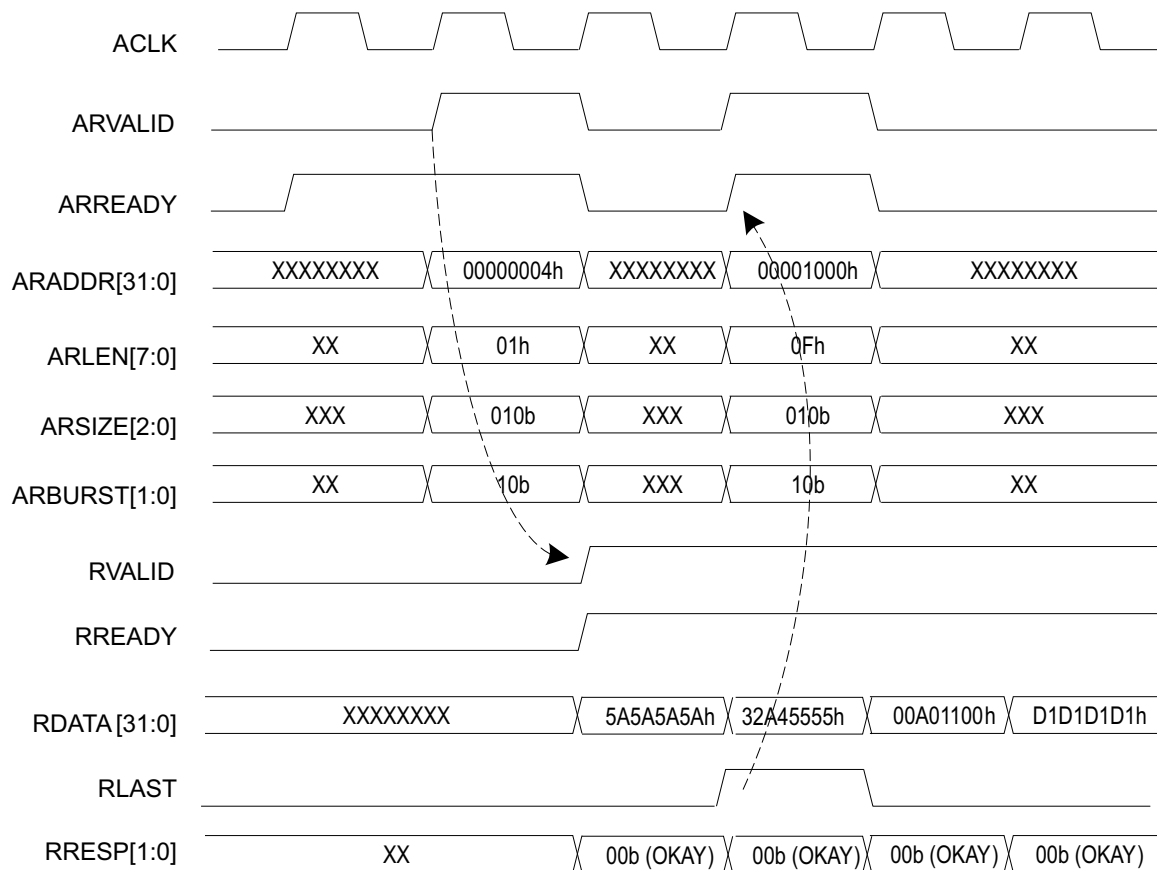 ACLK
ARVALID
ARREADY
ARADDR[31:0] XXXXXXXX 00000004h XXXXXXXX 00001000h XXXXXXXX
ARLEN[7:0] XX 01h XX 0Fh XX
ARSIZE[2:0] XXX 010b XXX 010b XXX
ARBURST[1:0] XX 10b XXX 10b XX
RVALID
RREADY
RDATA[31:0] XXXXXXXX 5A5A5A5Ah 32A45555h 00A01100h D1D1D1D1h
RLAST
RRESP[1:0] XX 00b (OKAY) 00b (OKAY) 00b (OKAY) 00b (OKAY)